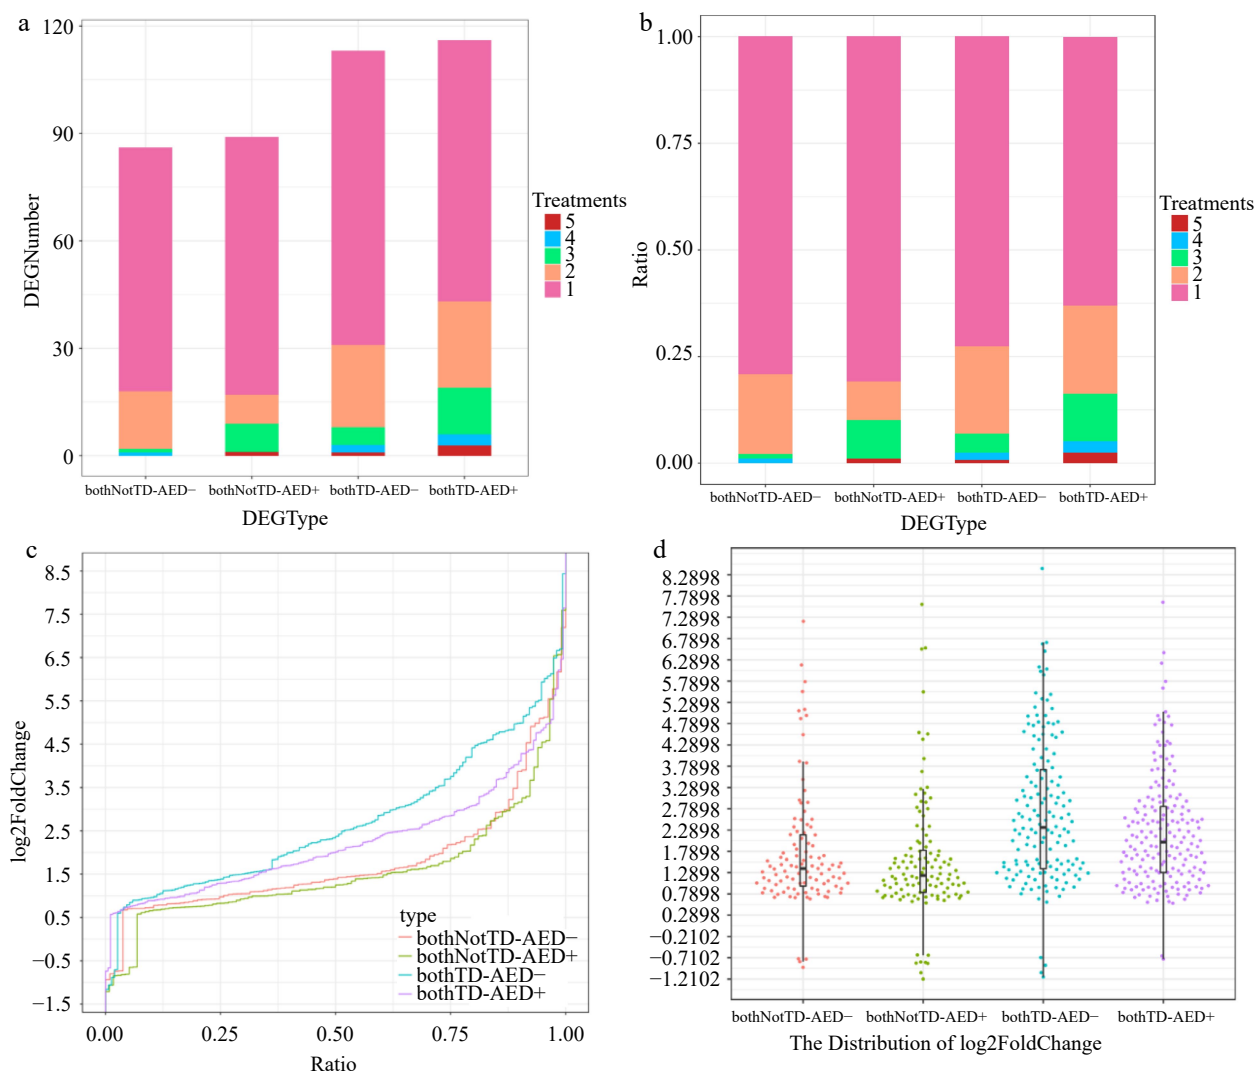 a
120
90
60
30
0
DEGNumber
bothNotTD-AED−
bothNotTD-AED+
bothTD-AED−
bothTD-AED+
DEGType
Treatments
5
4
3
2
1
b
1.00
0.75
0.50
0.25
0.00
Ratio
bothNotTD-AED−
bothNotTD-AED+
bothTD-AED−
bothTD-AED+
DEGType
Treatments
5
4
3
2
1
c
8.5
7.5
6.5
5.5
4.5
3.5
2.5
1.5
0.5
−0.5
−1.5
log2FoldChange
type
bothNotTD-AED−
bothNotTD-AED+
bothTD-AED−
bothTD-AED+
0.00
0.25
0.50
0.75
1.00
Ratio
d
8.2898
7.7898
7.2898
6.7898
6.2898
5.7898
5.2898
4.7898
4.2898
3.7898
3.2898
2.7898
2.2898
1.7898
1.2898
0.7898
0.2898
−0.2102
−0.7102
−1.2102
bothNotTD-AED−
bothNotTD-AED+
bothTD-AED−
bothTD-AED+
The Distribution of log2FoldChange